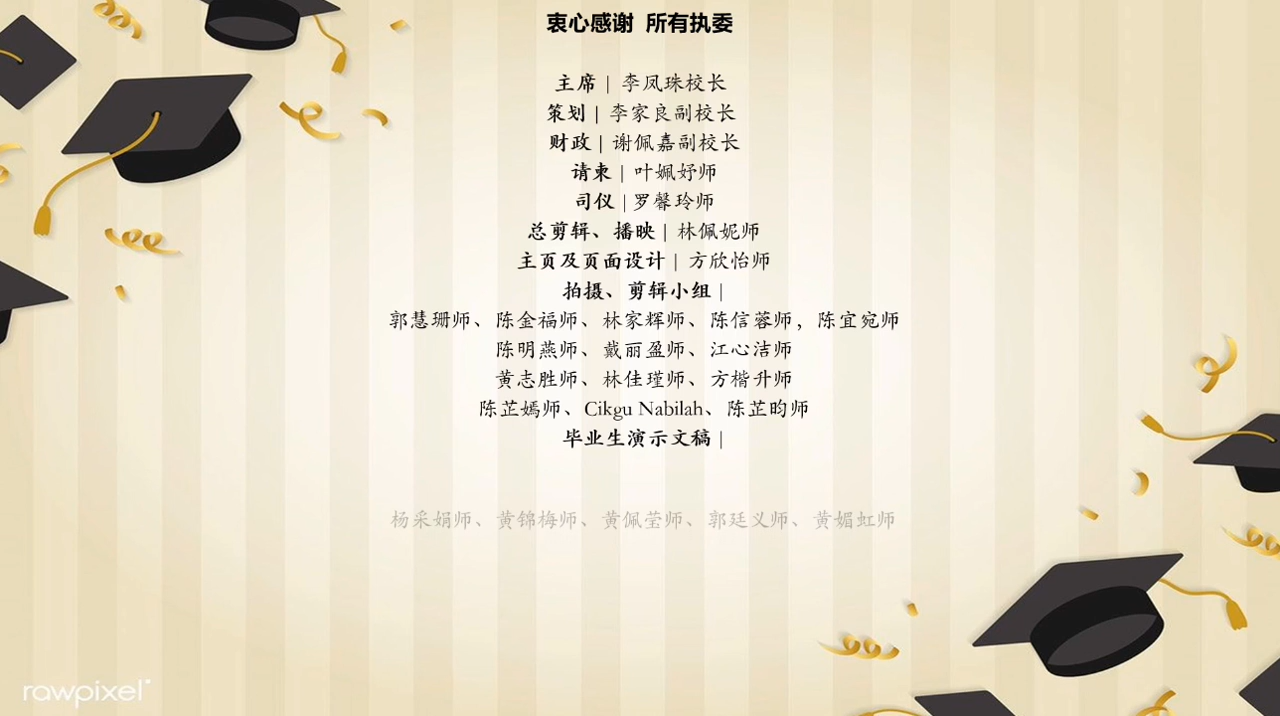 衷心感谢 所有执委
主席 | 李凤珠校长
策划 | 李家良副校长
财政 | 谢佩嘉副校长
请柬 | 叶姵妤师
司仪 | 罗馨玲师
总剪辑、播映 | 林佩妮师
主页及页面设计 | 方欣怡师
拍摄、剪辑小组 |
郭慧珊师、陈金福师、林家辉师、陈信蓉师，陈宜宛师
陈明燕师、戴丽盈师、江心洁师
黄志胜师、林佳瑾师、方楷升师
陈芷嫣师、Cikgu Nabilah、陈芷昀师
毕业生演示文稿 |
杨采娟师、黄锦梅师、黄佩莹师、郭廷义师、黄媚虹师
rawpixel